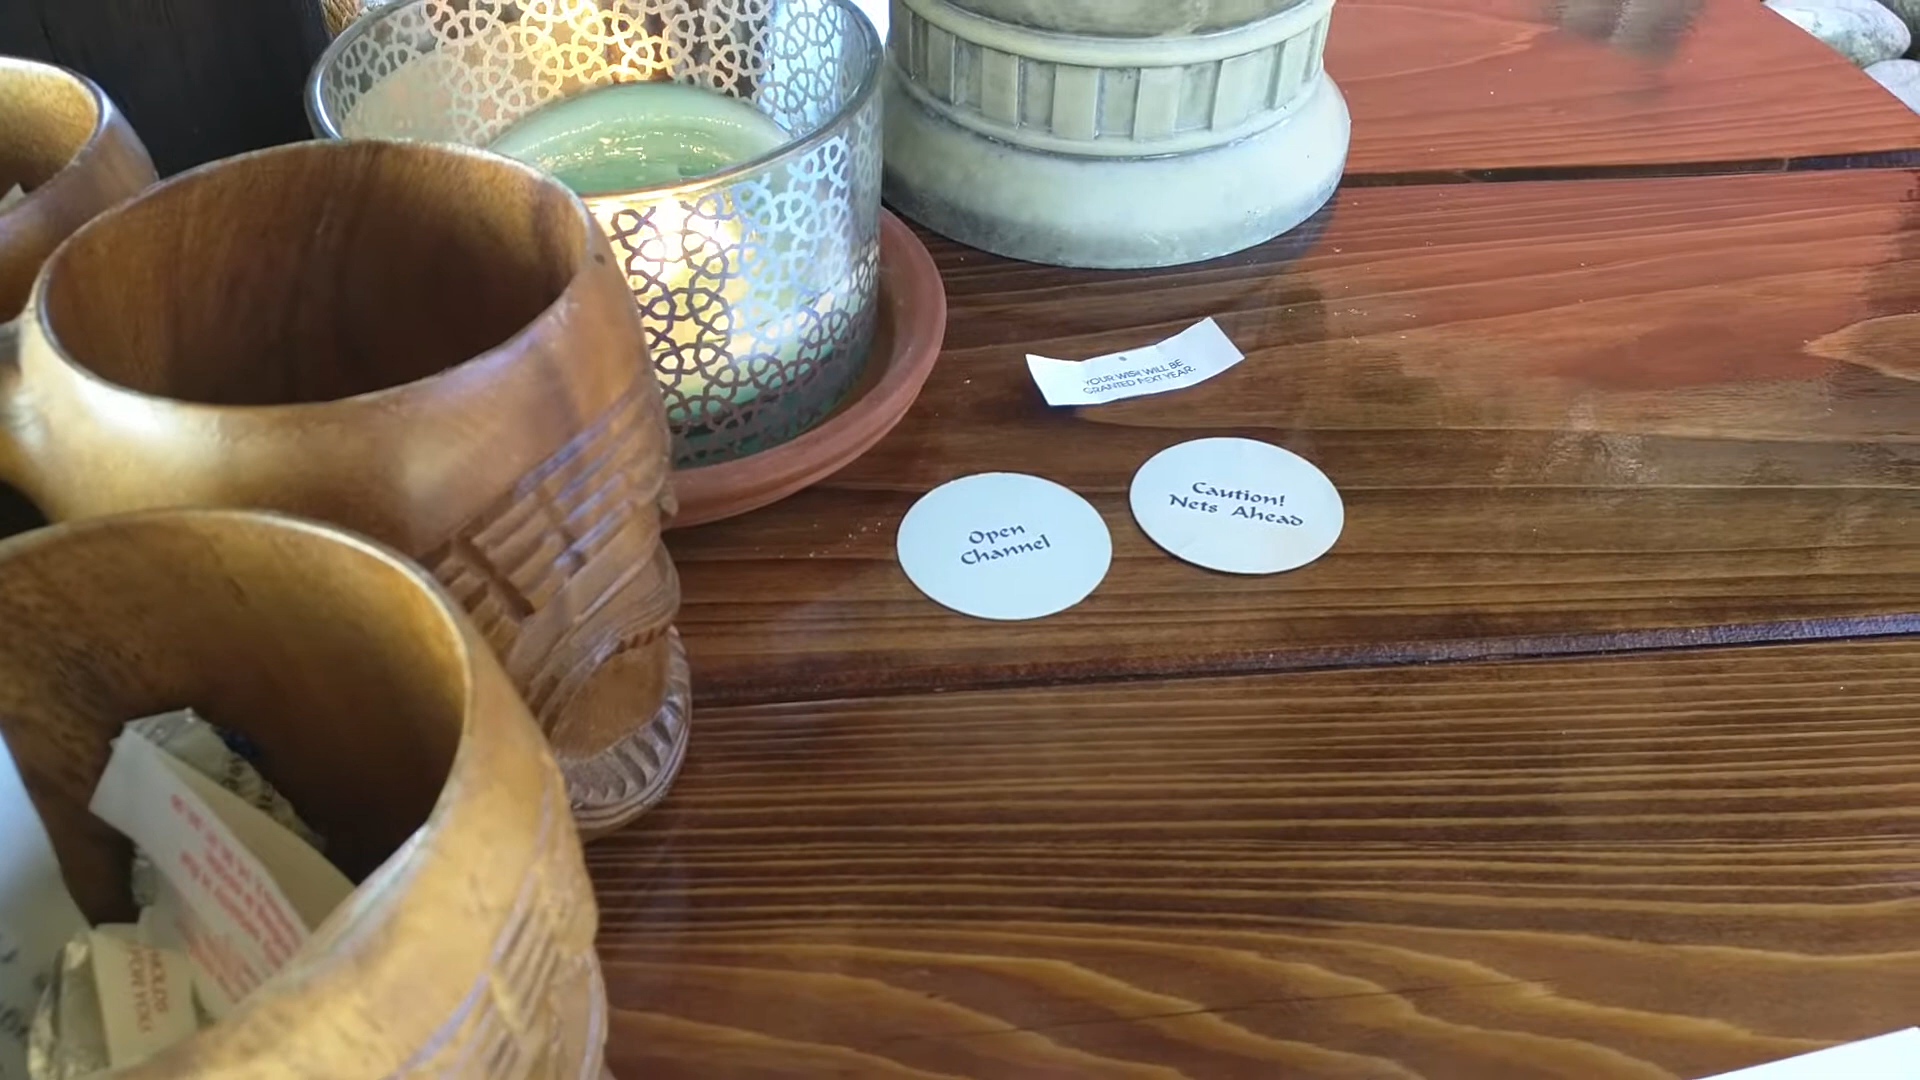 YOUR WISH WILL BE
GRANTED NEXT YEAR.
Caution!
Nets Ahead
Open
Channel